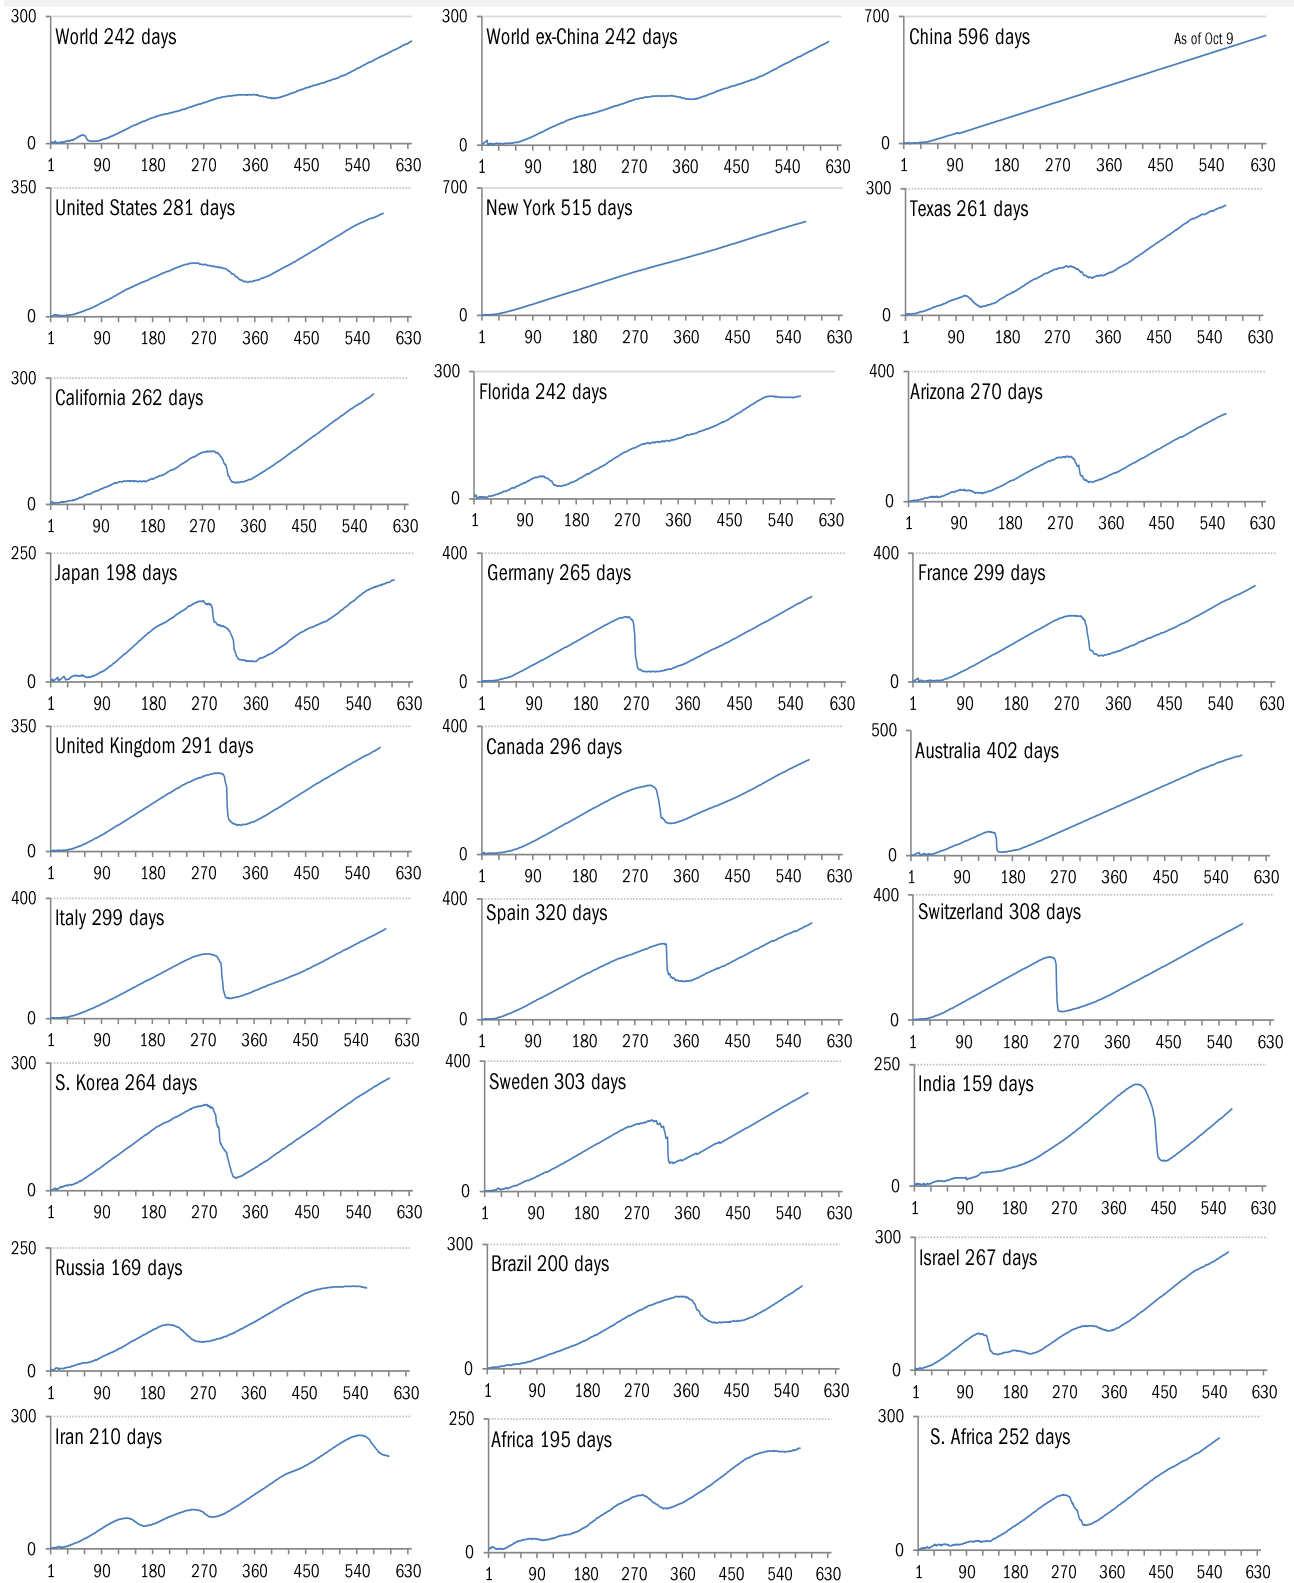 300 300 700
World 242 days World ex-China 242 days China 596 days As of Oct 9
0 0 0
1 90 180 270 360 450 540 630 1 90 180 270 360 450 540 630 1 90 180 270 360 450 540 630
350 700 300
United States 281 days New York 515 days Texas 261 days
0 0 0
1 90 180 270 360 450 540 630 1 90 180 270 360 450 540 630 1 90 180 270 360 450 540 630
300 300 400
California 262 days Florida 242 days Arizona 270 days
0 0 0
1 90 180 270 360 450 540 630 1 90 180 270 360 450 540 630 1 90 180 270 360 450 540 630
250 400 400
Japan 198 days Germany 265 days France 299 days
0 0 0
1 90 180 270 360 450 540 630 1 90 180 270 360 450 540 630 1 90 180 270 360 450 540 630
350 400 500
United Kingdom 291 days Canada 296 days Australia 402 days
0 0 0
1 90 180 270 360 450 540 630 1 90 180 270 360 450 540 630 1 90 180 270 360 450 540 630
400 400 400
Italy 299 days Spain 320 days Switzerland 308 days
0 0 0
1 90 180 270 360 450 540 630 1 90 180 270 360 450 540 630 1 90 180 270 360 450 540 630
300 400 250
S. Korea 264 days Sweden 303 days India 159 days
0 0 0
1 90 180 270 360 450 540 630 1 90 180 270 360 450 540 630 1 90 180 270 360 450 540 630
250 300 300
Russia 169 days Brazil 200 days Israel 267 days
0 0 0
1 90 180 270 360 450 540 630 1 90 180 270 360 450 540 630 1 90 180 270 360 450 540 630
300 250 300
Iran 210 days Africa 195 days S. Africa 252 days
0 0 0
1 90 180 270 360 450 540 630 1 90 180 270 360 450 540 630 1 90 180 270 360 450 540 630